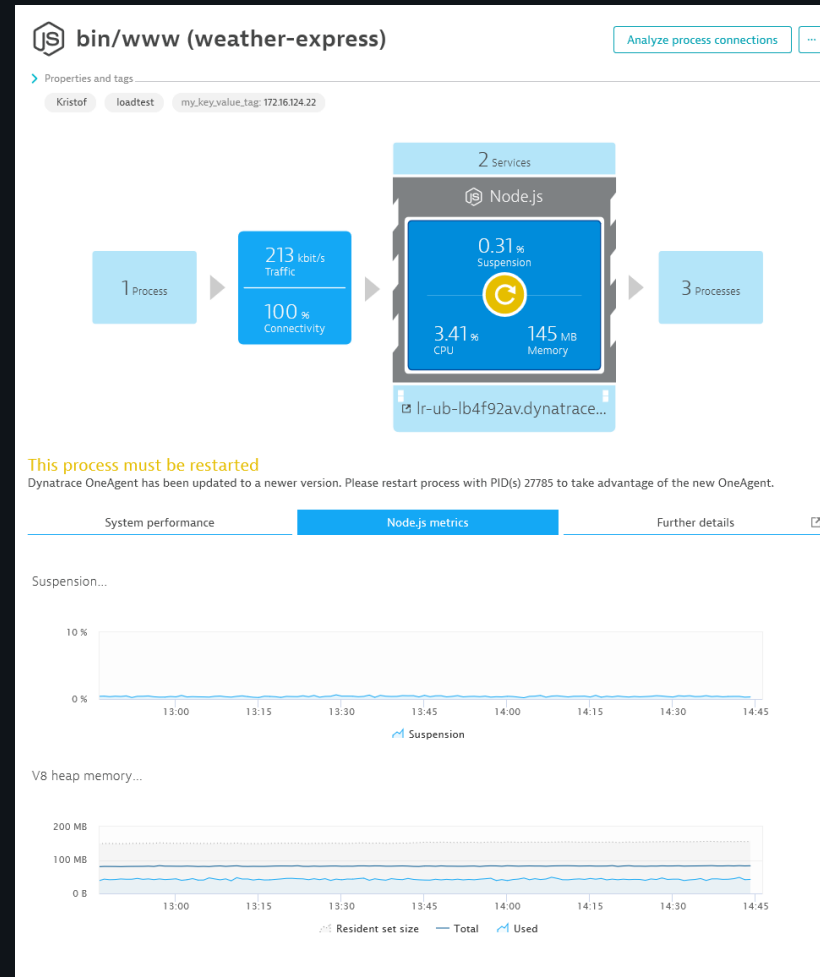 bin/www (weather-express)
Analyze process connections
...
Properties and tags
Kristof
loadtest
my_key_value_tag: 172.16.124.22
2 Services
JS Node.js
1 Process
213 kbit/s
Traffic
100 %
Connectivity
0.31 %
Suspension
3.41 %
CPU
145 MB
Memory
3 Processes
lr-ub-lb4f92av.dynatrace...
This process must be restarted
Dynatrace OneAgent has been updated to a newer version. Please restart process with PID(s) 27785 to take advantage of the new OneAgent.
System performance
Node.js metrics
Further details
Suspension...
10 %
0 %
13:00 13:15 13:30 13:45 14:00 14:15 14:30 14:45
Suspension
V8 heap memory...
200 MB
100 MB
0 B
13:00 13:15 13:30 13:45 14:00 14:15 14:30 14:45
Resident set size Total Used